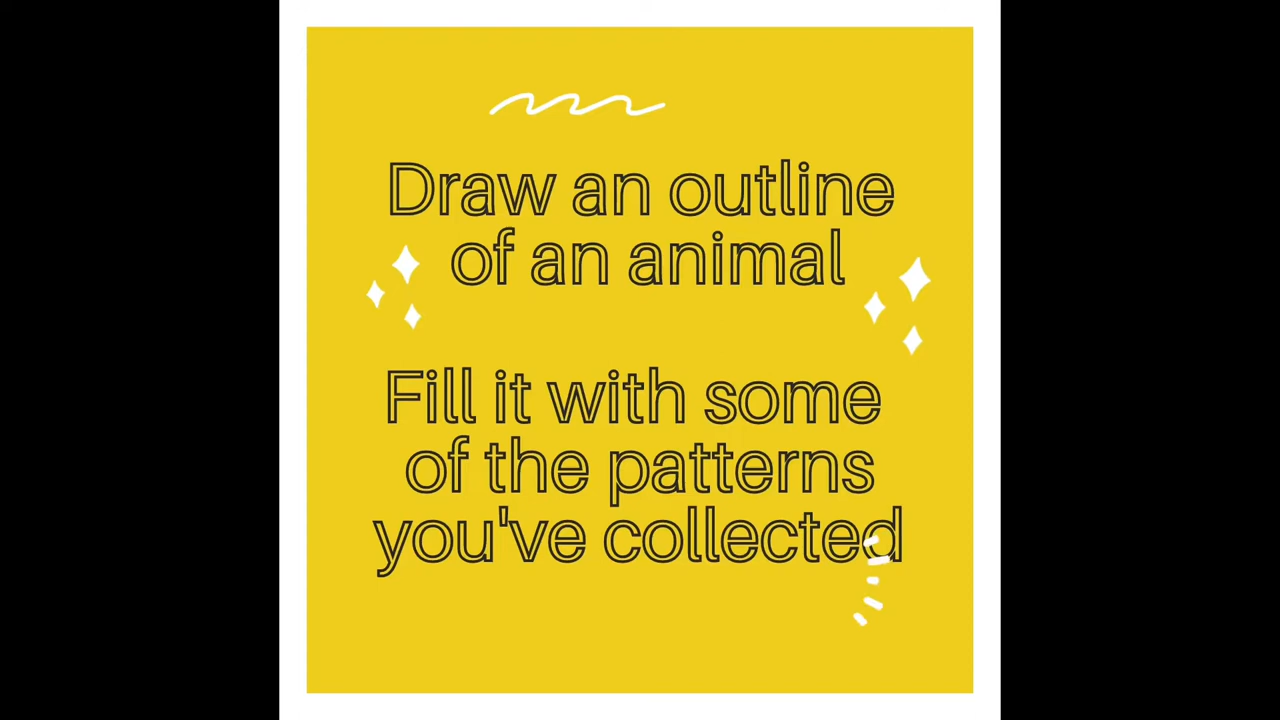 Draw an outline
of an animal
Fill it with some
of the patterns
you've collected